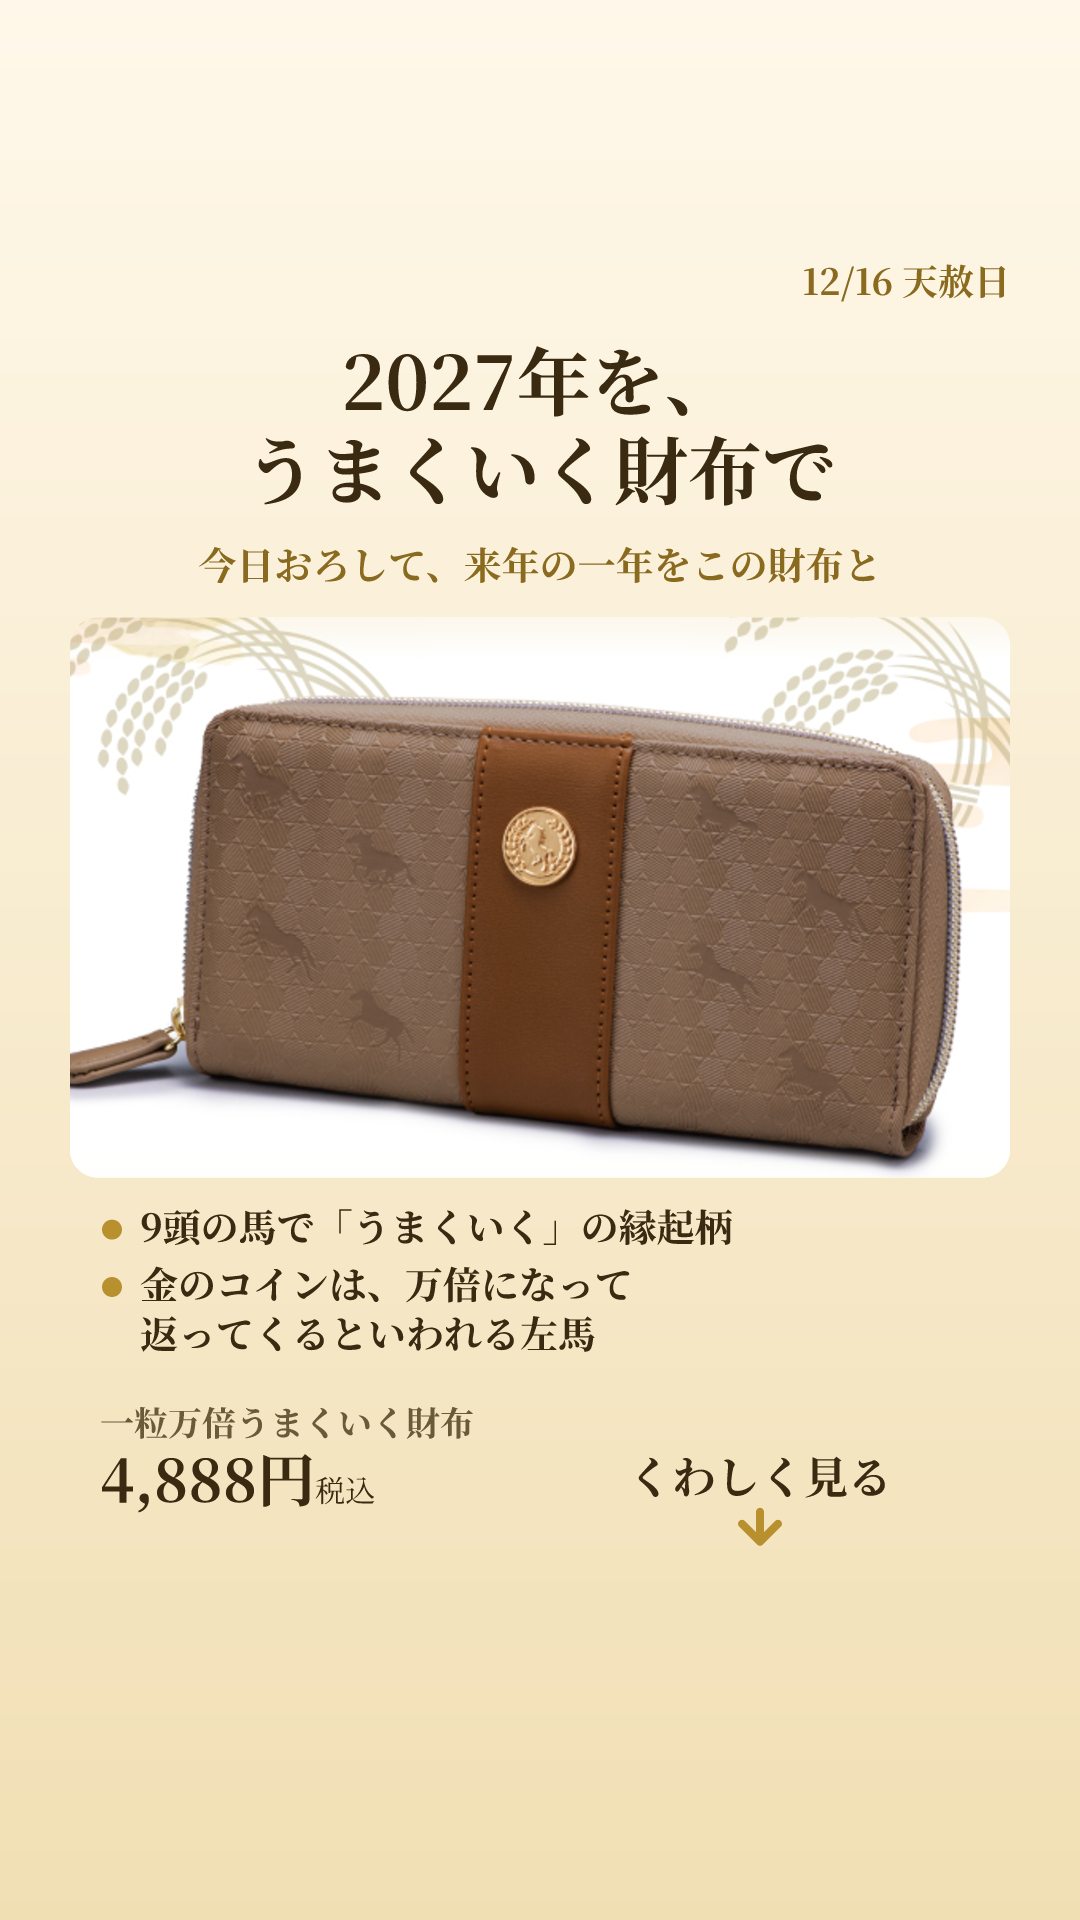 12/16 天赦日
2027年を、
うまくいく財布で
今日おろして、来年の一年をこの財布と
9頭の馬で「うまくいく」の縁起柄
金のコインは、万倍になって
返ってくるといわれる左馬
一粒万倍うまくいく財布
4,888円税込
くわしく見る